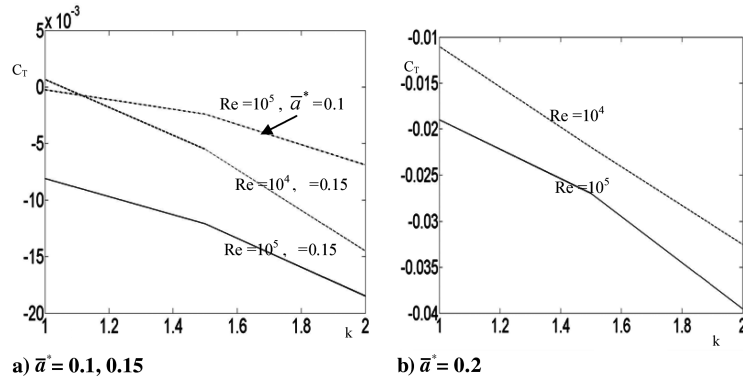 5 x 10⁻³
C_T
0
-5
-10
-15
-20
Re =10⁵ , a̅* =0.1
Re =10⁴ , =0.15
Re =10⁵ , =0.15
1 1.2 1.4 1.6 1.8 2
k
a) a̅* = 0.1, 0.15
-0.01
C_T
-0.015
-0.02
-0.025
-0.03
-0.035
-0.04
Re =10⁴
Re =10⁵
1 1.2 1.4 1.6 1.8 2
k
b) a̅* = 0.2